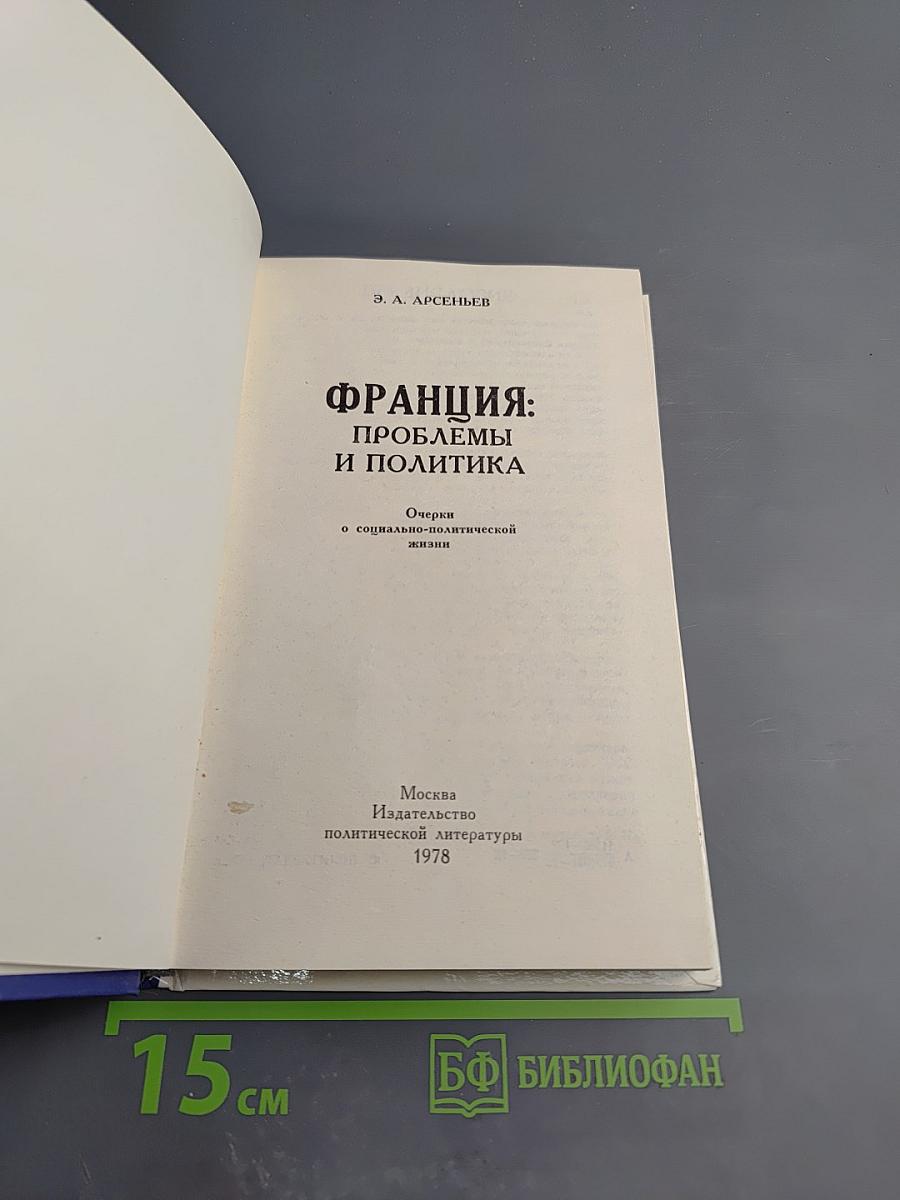 Э. А. АРСЕНЬЕВ
ФРАНЦИЯ:
ПРОБЛЕМЫ
И ПОЛИТИКА
Очерки
о социально-политической
жизни
Москва
Издательство
политической литературы
1978
15 см
БФ БИБЛИОФАН